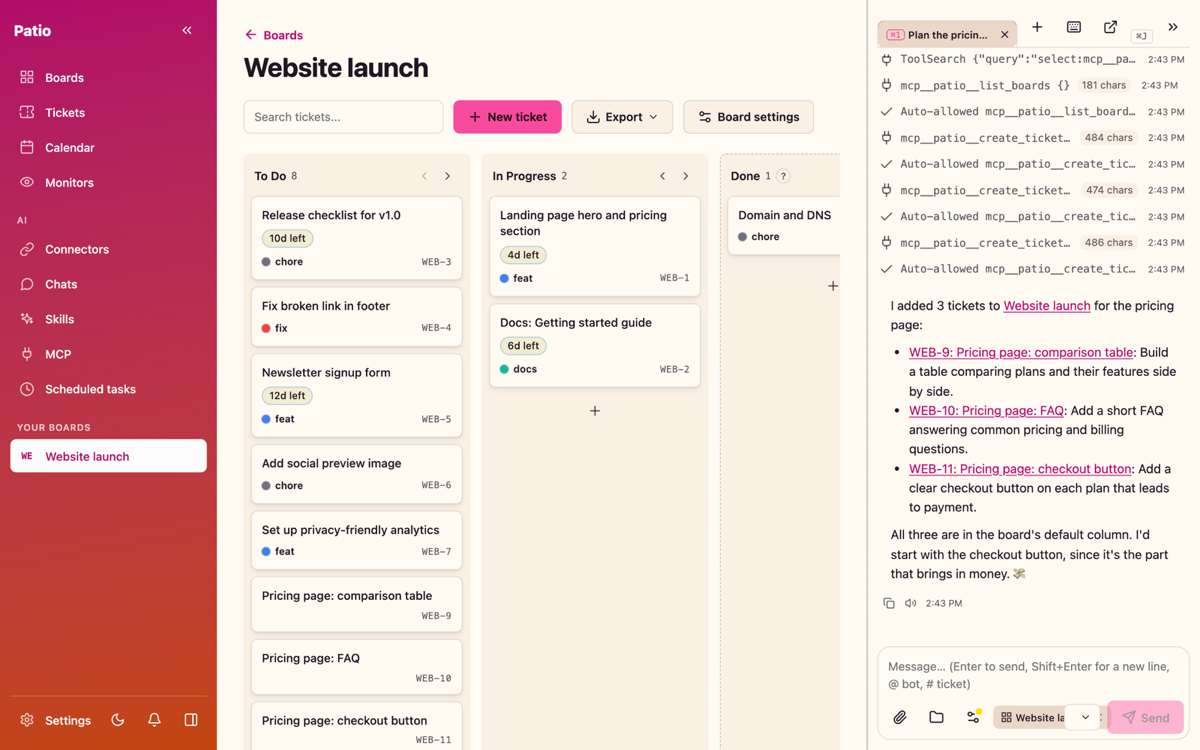 Patio
Boards
Tickets
Calendar
Monitors
AI
Connectors
Chats
Skills
MCP
Scheduled tasks
YOUR BOARDS
WE Website launch
Settings
Boards
Website launch
Search tickets...
New ticket
Export
Board settings
To Do 8
Release checklist for v1.0
10d left
chore WEB-3
Fix broken link in footer
fix WEB-4
Newsletter signup form
12d left
feat WEB-5
Add social preview image
chore WEB-6
Set up privacy-friendly analytics
feat WEB-7
Pricing page: comparison table
WEB-9
Pricing page: FAQ
WEB-10
Pricing page: checkout button
WEB-11
In Progress 2
Landing page hero and pricing
section
4d left
feat WEB-1
Docs: Getting started guide
6d left
docs WEB-2
Done 1 ?
Domain and DNS
chore
⌘1 Plan the pricin...
⌘J
ToolSearch {"query":"select:mcp__pa… 2:43 PM
mcp__patio__list_boards {} 181 chars 2:43 PM
Auto-allowed mcp__patio__list_board… 2:43 PM
mcp__patio__create_ticket… 484 chars 2:43 PM
Auto-allowed mcp__patio__create_tic… 2:43 PM
mcp__patio__create_ticket… 474 chars 2:43 PM
Auto-allowed mcp__patio__create_tic… 2:43 PM
mcp__patio__create_ticket… 486 chars 2:43 PM
Auto-allowed mcp__patio__create_tic… 2:43 PM
I added 3 tickets to Website launch for the pricing
page:
• WEB-9: Pricing page: comparison table: Build
a table comparing plans and their features side
by side.
• WEB-10: Pricing page: FAQ: Add a short FAQ
answering common pricing and billing
questions.
• WEB-11: Pricing page: checkout button: Add a
clear checkout button on each plan that leads
to payment.
All three are in the board's default column. I'd
start with the checkout button, since it's the part
that brings in money. 💸
2:43 PM
Message... (Enter to send, Shift+Enter for a new line,
@ bot, # ticket)
Website la
Send